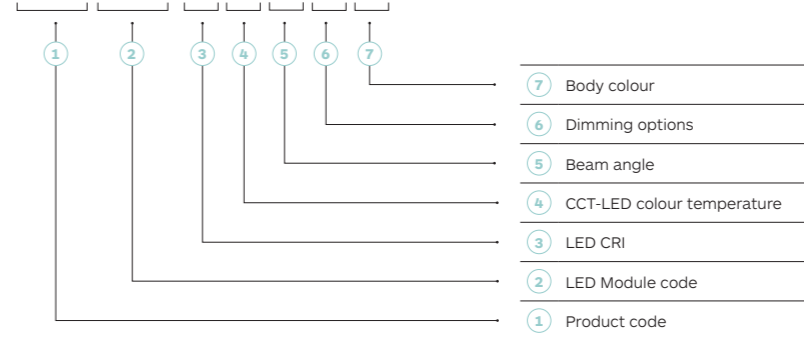 1 2 3 4 5 6 7
7 Body colour
6 Dimming options
5 Beam angle
4 CCT-LED colour temperature
3 LED CRI
2 LED Module code
1 Product code